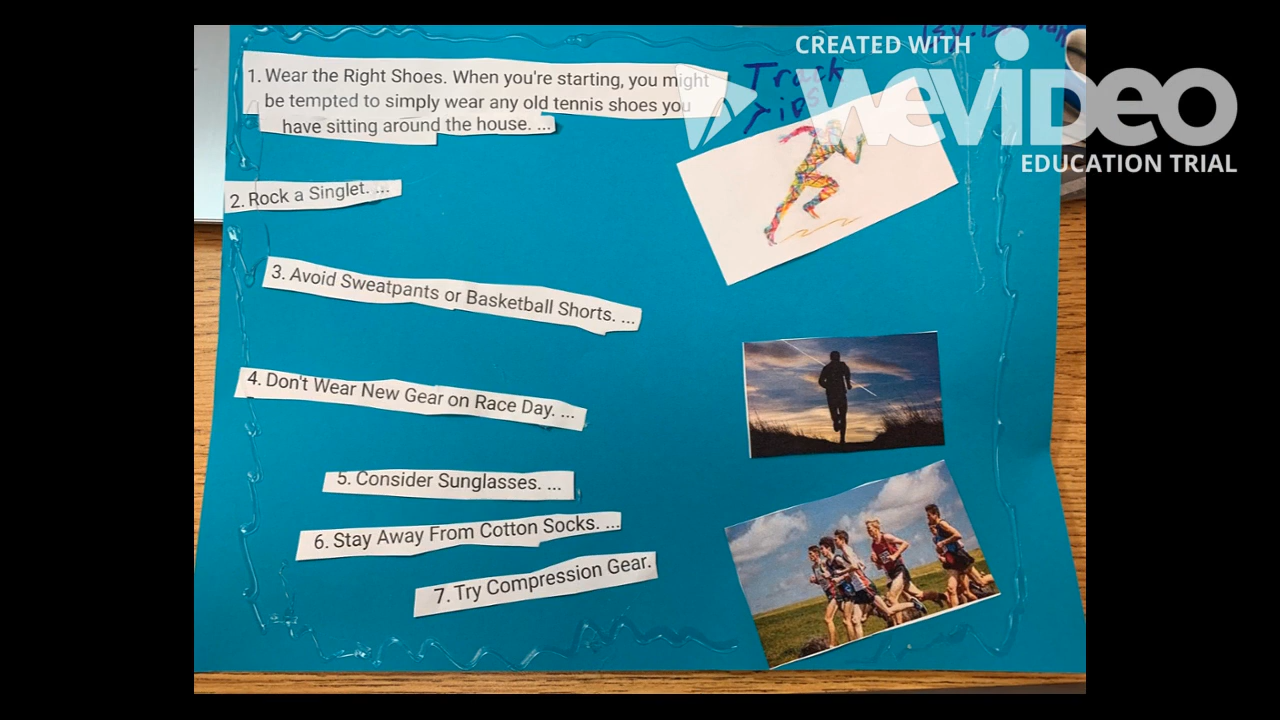 CREATED WITH
WEVIDEO
EDUCATION TRIAL
Track
Tips
1. Wear the Right Shoes. When you're starting, you might
be tempted to simply wear any old tennis shoes you
have sitting around the house. ...
2. Rock a Singlet. ...
3. Avoid Sweatpants or Basketball Shorts. ...
4. Don't Wear New Gear on Race Day. ...
5. Consider Sunglasses. ...
6. Stay Away From Cotton Socks. ...
7. Try Compression Gear.